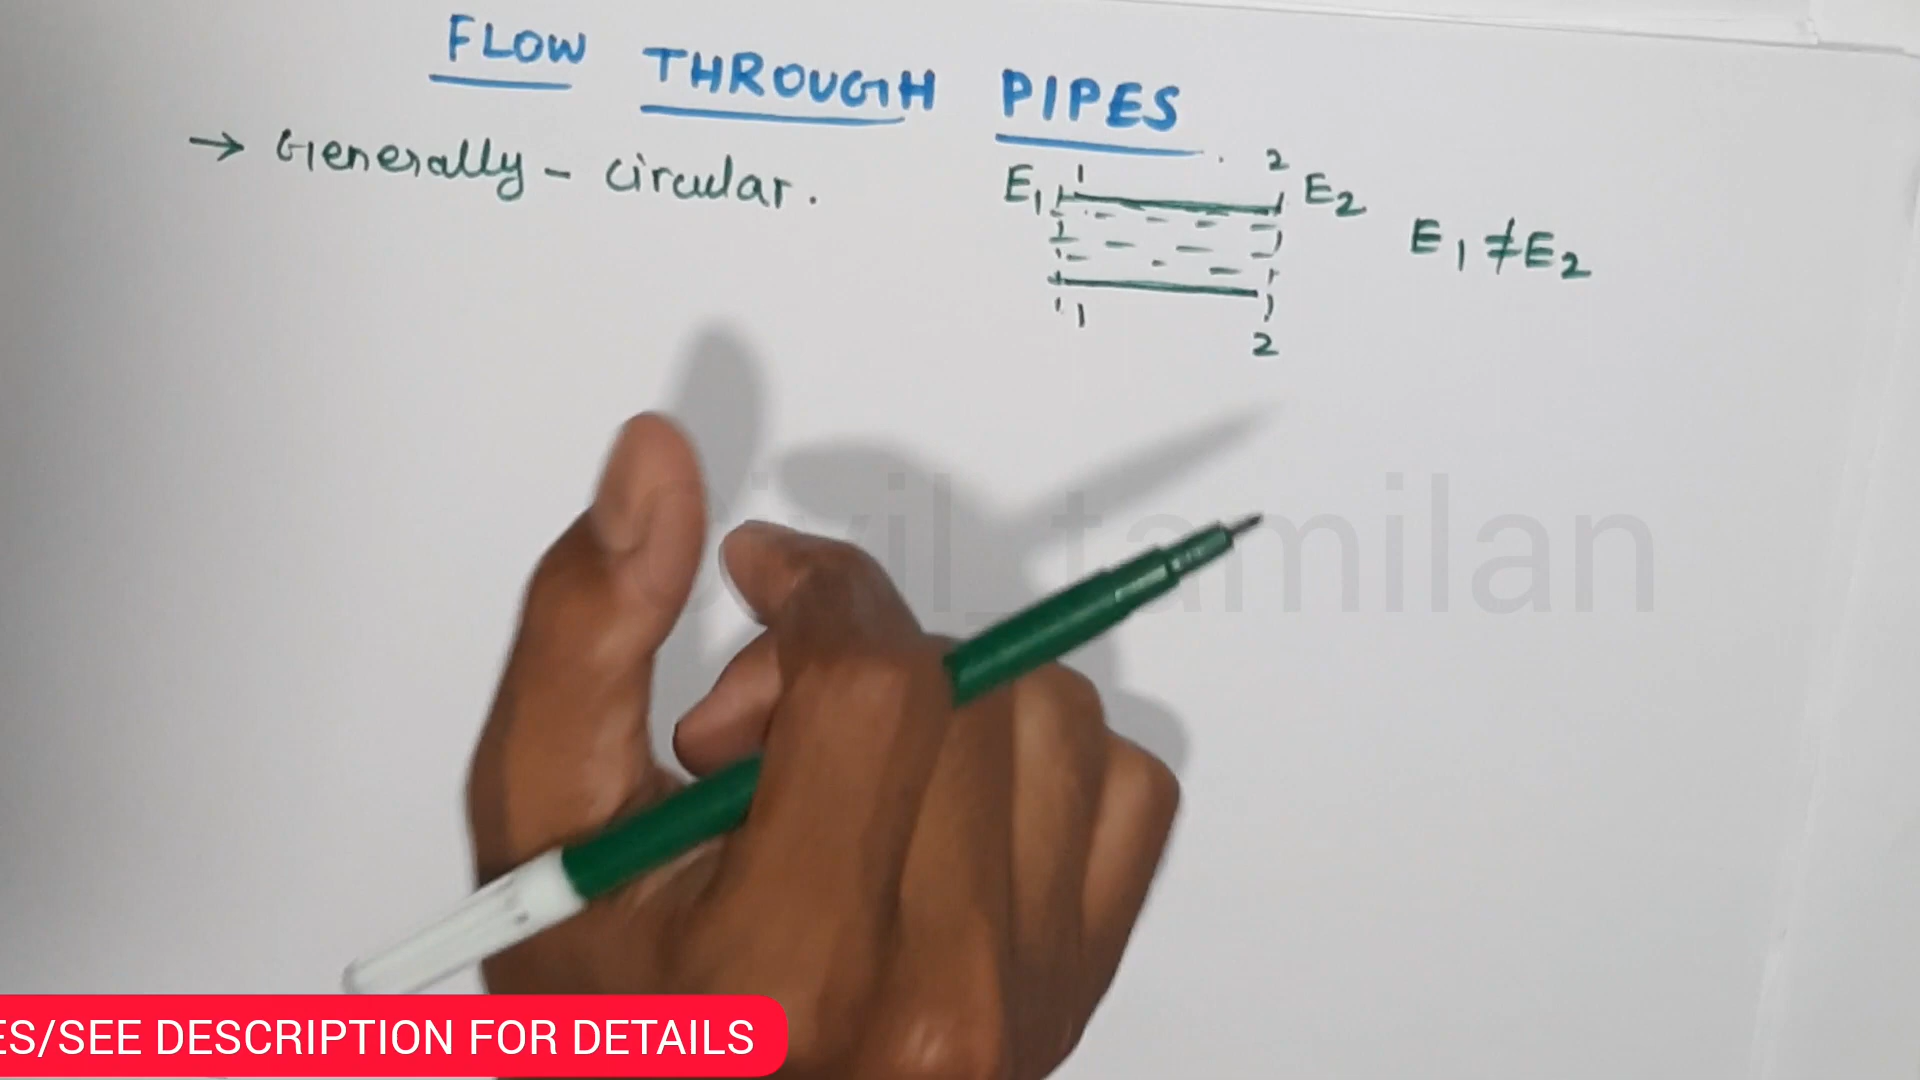 FLOW THROUGH PIPES
→ Generally - circular.
1 2
E1 E2
E1 ≠ E2
1
2
Civil_tamilan
ES/SEE DESCRIPTION FOR DETAILS